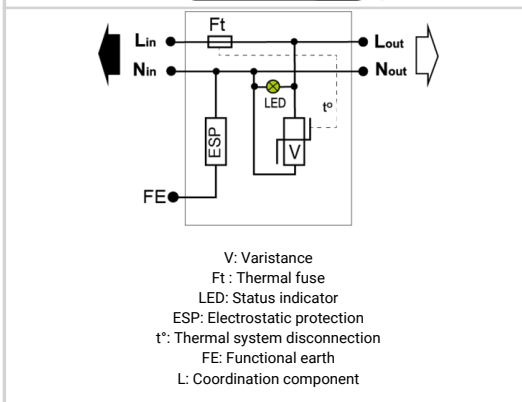 Ft
Lin Lout
Nin Nout
LED t°
ESP V
FE
V: Varistance
Ft : Thermal fuse
LED: Status indicator
ESP: Electrostatic protection
t°: Thermal system disconnection
FE: Functional earth
L: Coordination component